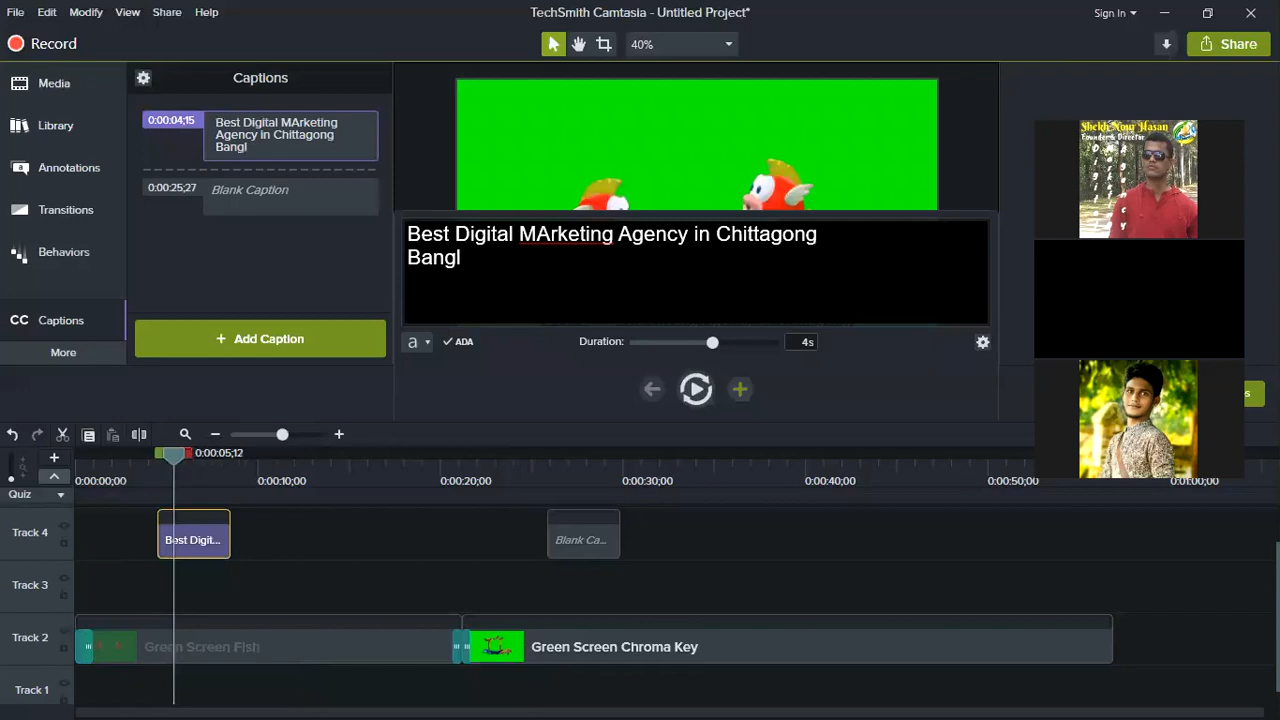 File Edit Modify View Share Help
TechSmith Camtasia - Untitled Project*
Sign In
Record
40%
Share
Media
Library
Annotations
Transitions
Behaviors
CC Captions
More
Captions
0:00:04;15
Best Digital MArketing
Agency in Chittagong
Bangl
0:00:25;27
Blank Caption
+ Add Caption
Best Digital MArketing Agency in Chittagong
Bangl
a
ADA
Duration:
4s
Shekh Nour Hasan
Founder & Director
0:00:05;12
0:00:00;00
0:00:10;00
0:00:20;00
0:00:30;00
0:00:40;00
0:00:50;00
0:01:00;00
Quiz
Track 4
Best Digit...
Blank Ca...
Track 3
Track 2
Green Screen Fish
Green Screen Chroma Key
Track 1